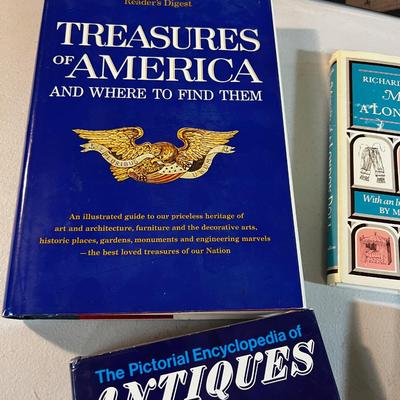 Reader's Digest
TREASURES
OF AMERICA
AND WHERE TO FIND THEM
An illustrated guide to our priceless heritage of
art and architecture, furniture and the decorative arts,
historic places, gardens, monuments and engineering marvels
—the best loved treasures of our Nation
The Pictorial Encyclopedia of
ANTIQUES
RICHARD
A LON
With an
BY M